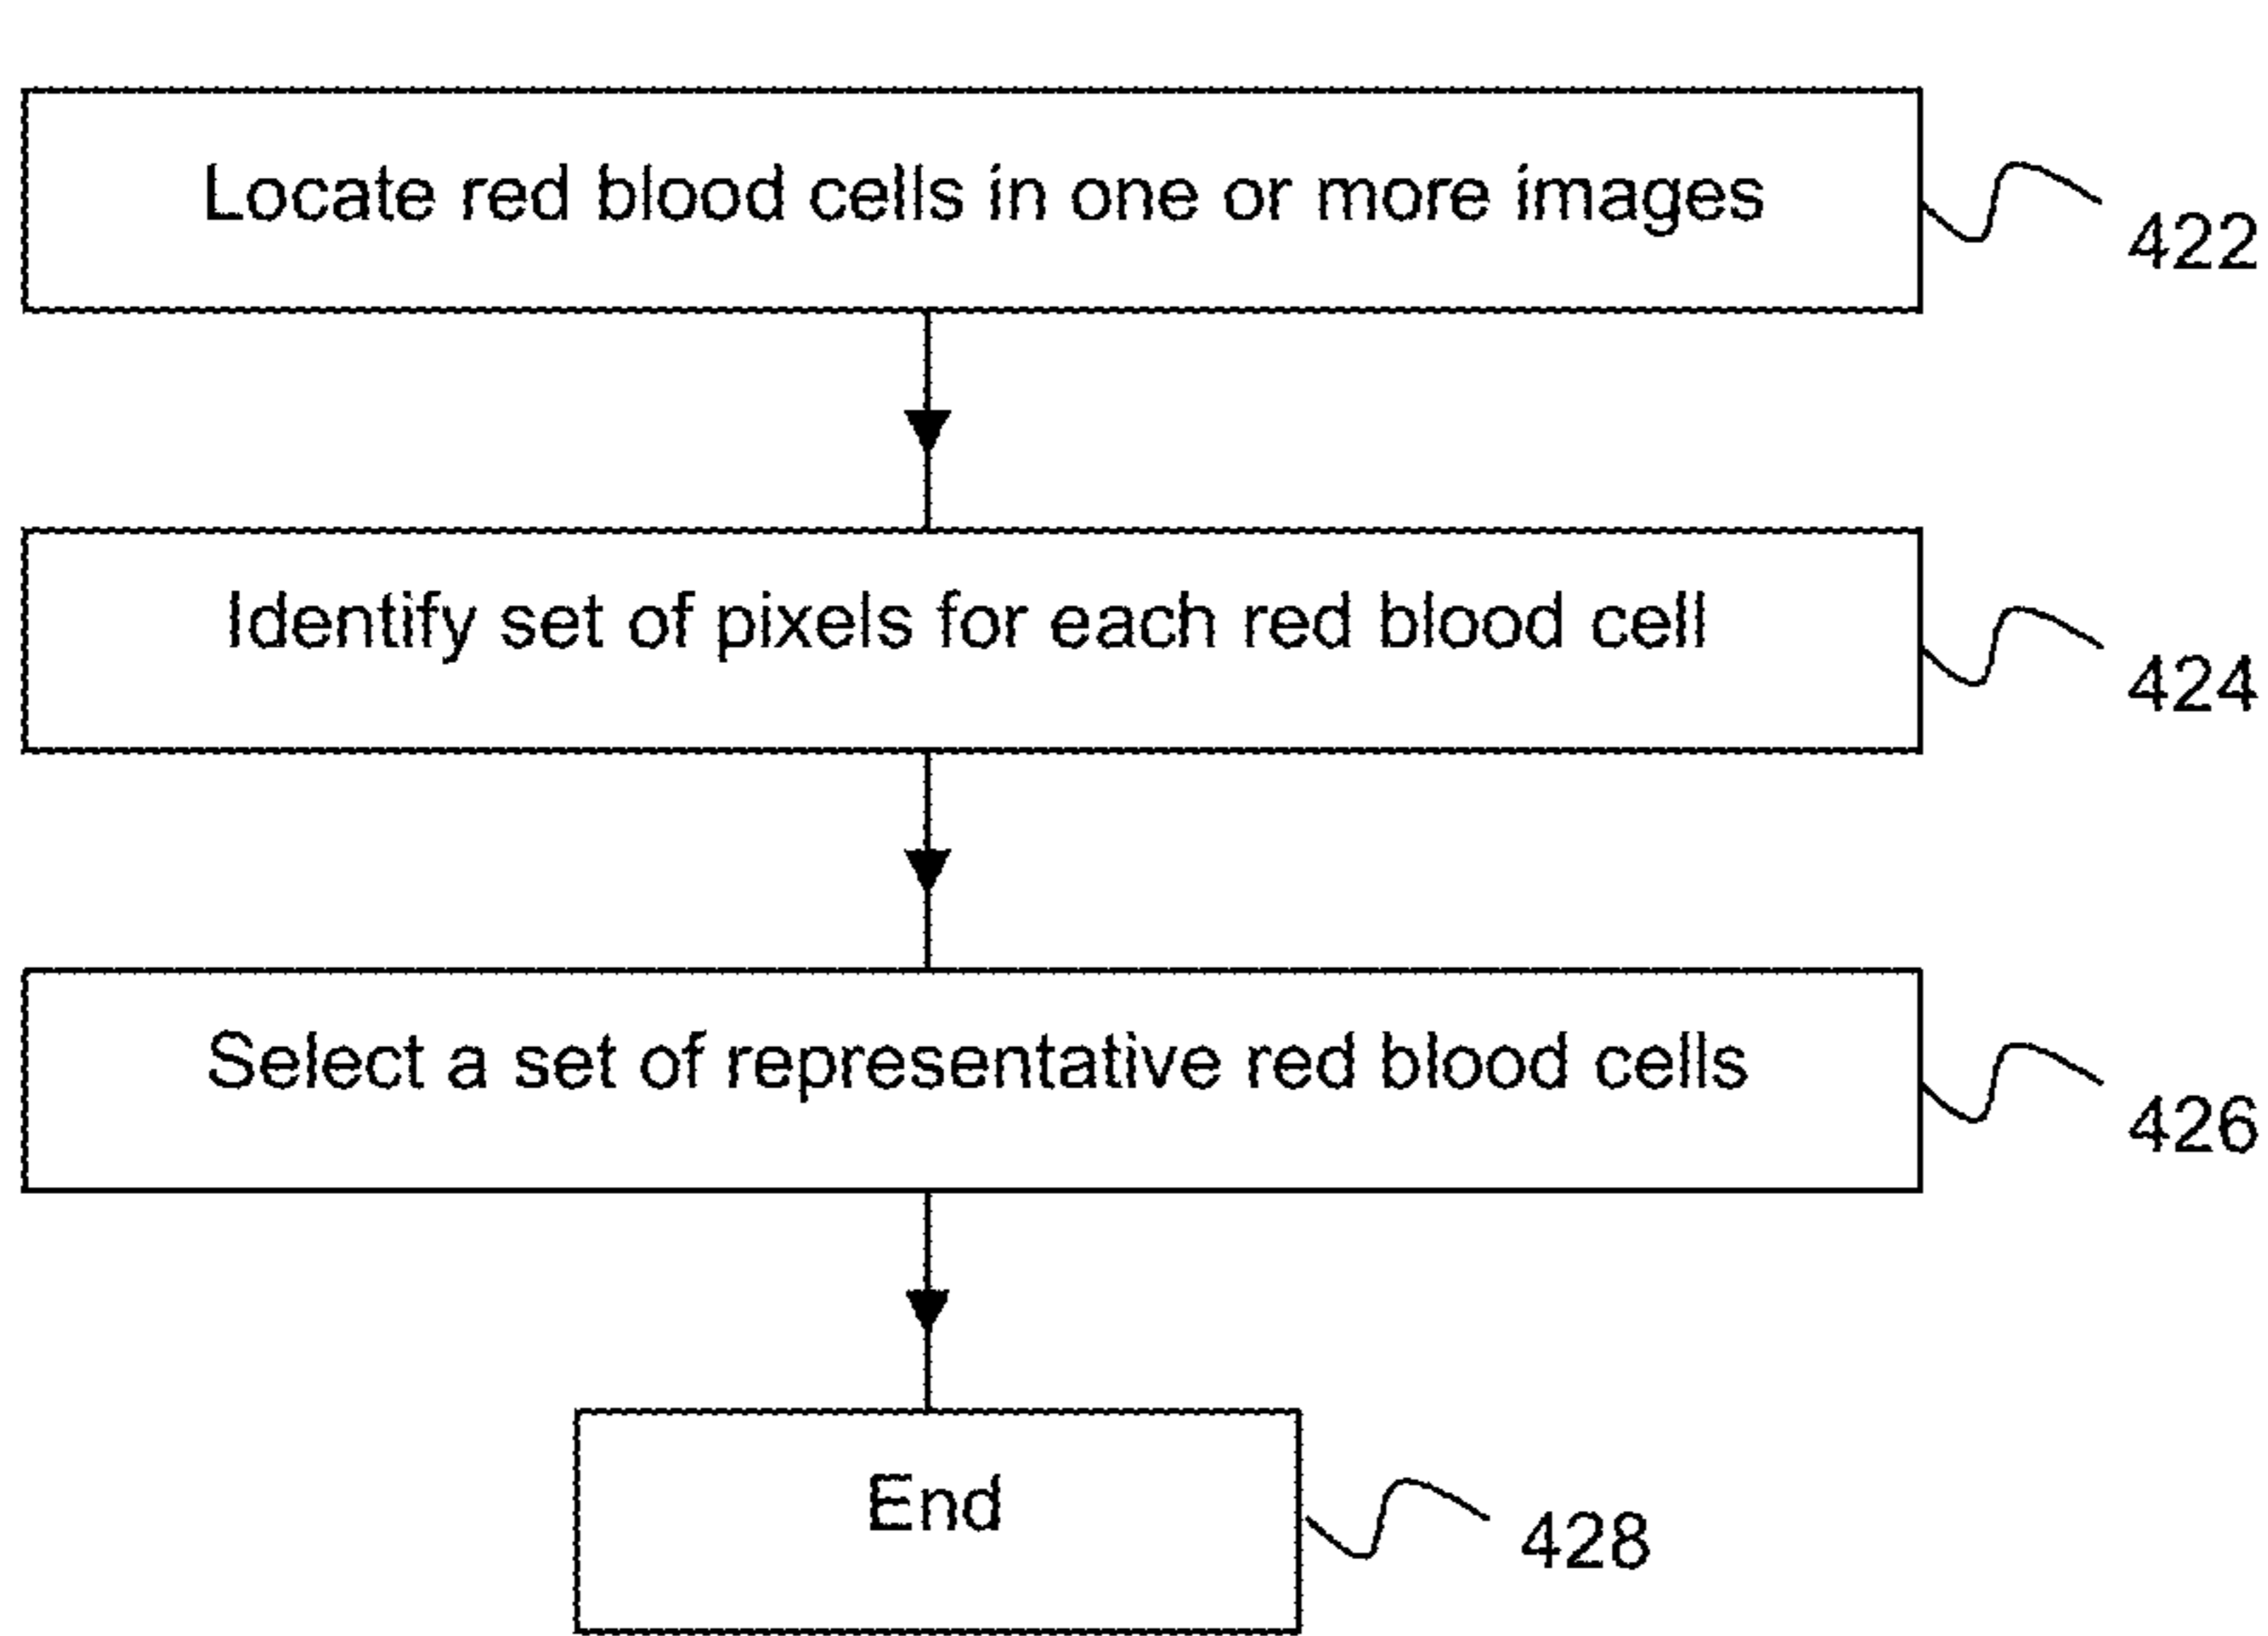 Locate red blood cells in one or more images
422
Identify set of pixels for each red blood cell
424
Select a set of representative red blood cells
426
End
428